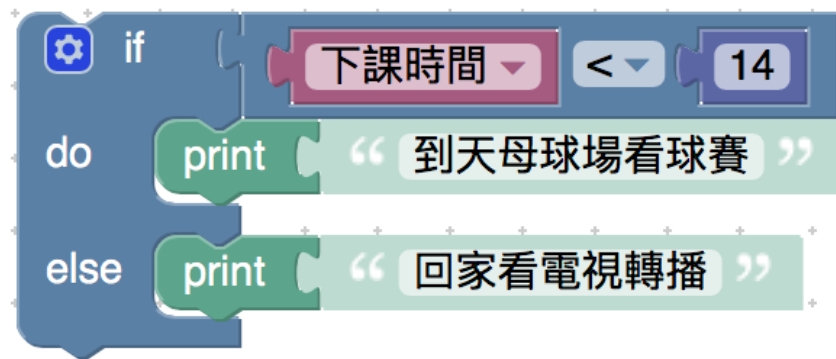 if 下課時間 < 14
do print “ 到天母球場看球賽 ”
else print “ 回家看電視轉播 ”